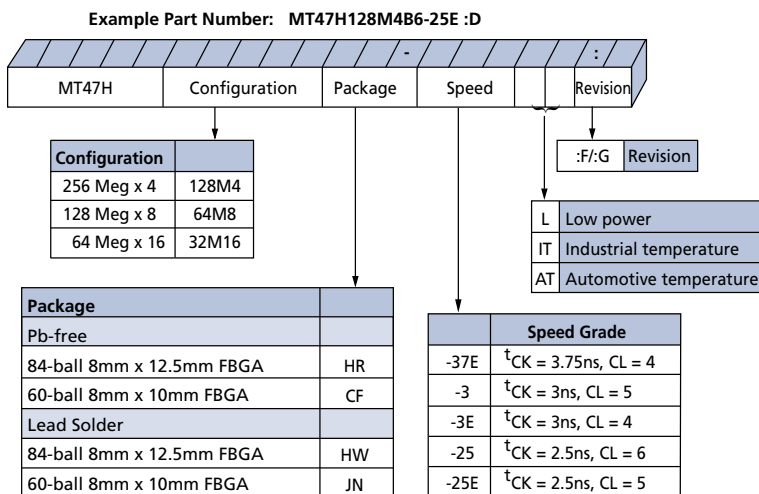 Example Part Number: MT47H128M4B6-25E :D
- :
MT47H Configuration Package Speed Revision
Configuration
256 Meg x 4 128M4
128 Meg x 8 64M8
64 Meg x 16 32M16
:F/:G Revision
L Low power
IT Industrial temperature
AT Automotive temperature
Package
Pb-free
84-ball 8mm x 12.5mm FBGA HR
60-ball 8mm x 10mm FBGA CF
Lead Solder
84-ball 8mm x 12.5mm FBGA HW
60-ball 8mm x 10mm FBGA JN
Speed Grade
-37E tCK = 3.75ns, CL = 4
-3 tCK = 3ns, CL = 5
-3E tCK = 3ns, CL = 4
-25 tCK = 2.5ns, CL = 6
-25E tCK = 2.5ns, CL = 5